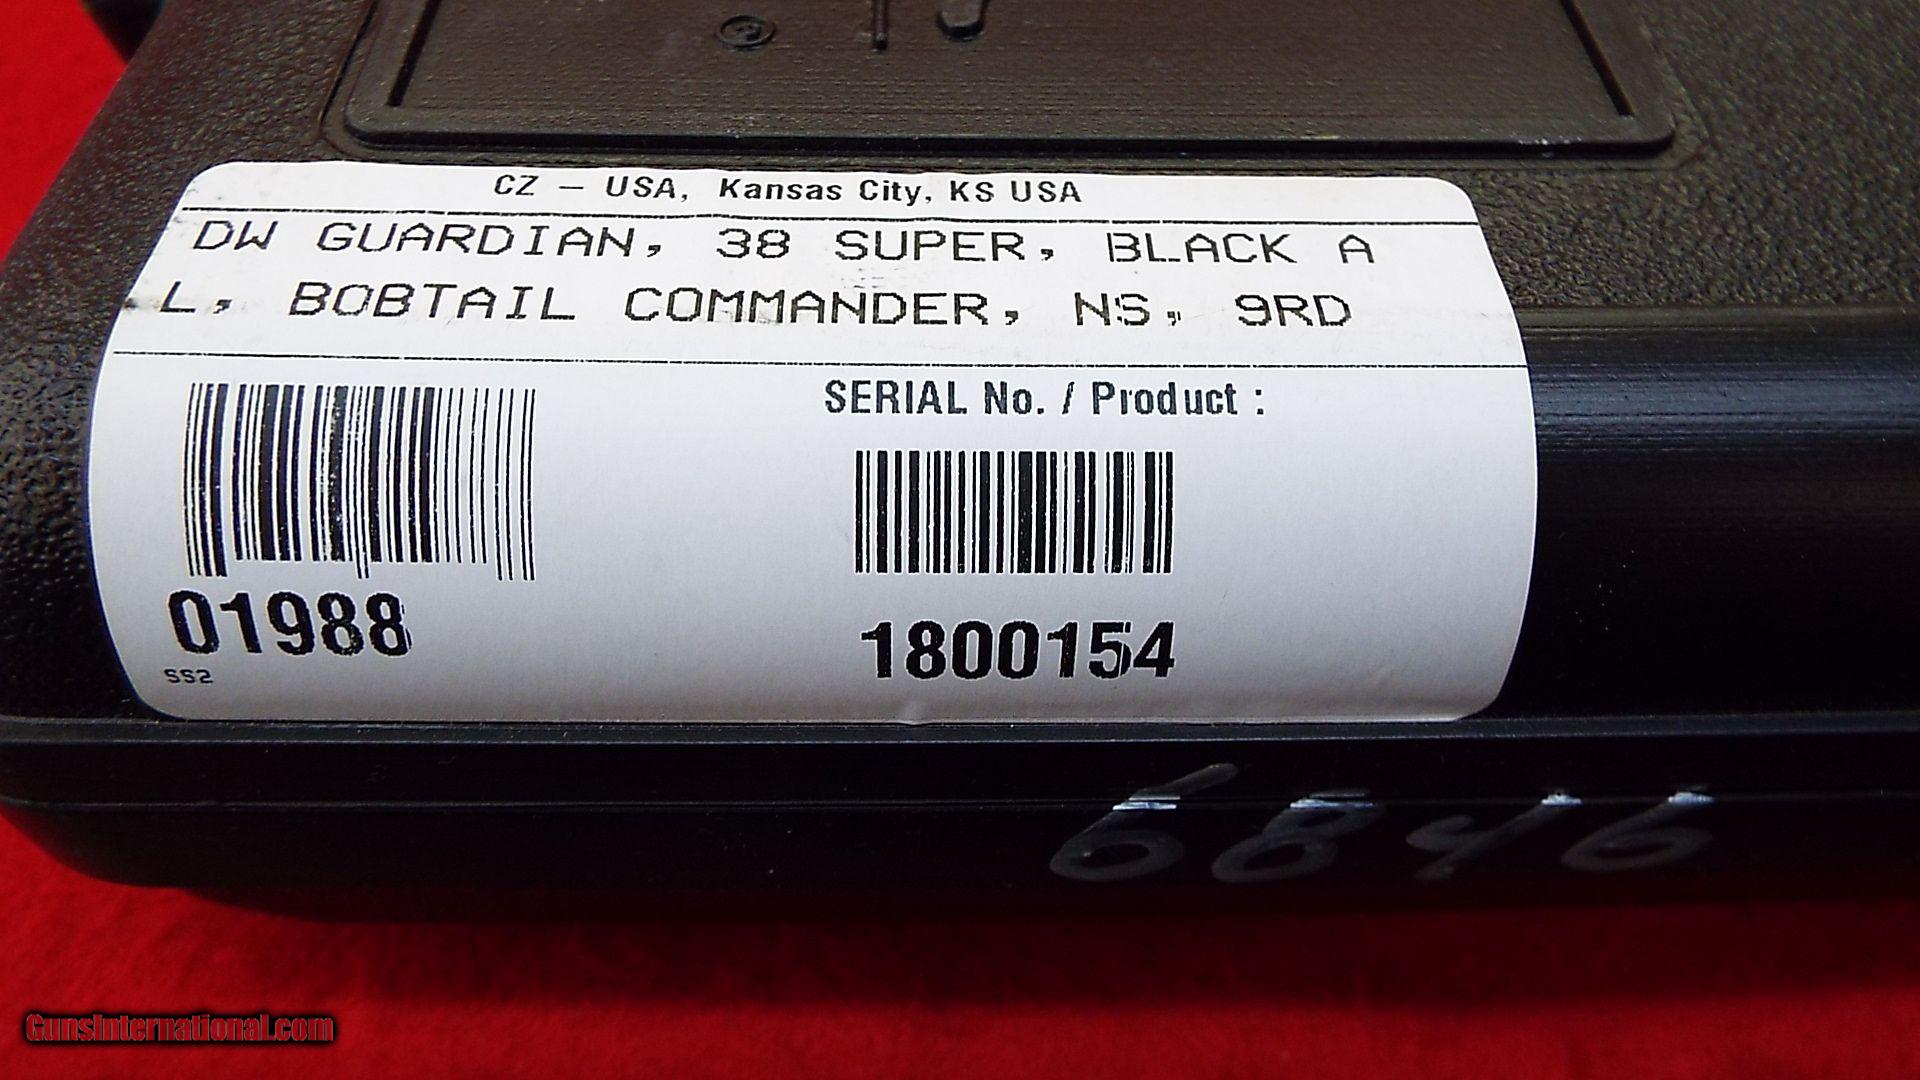 CZ – USA, Kansas City, KS USA
DW GUARDIAN, 38 SUPER, BLACK A
L, BOBTAIL COMMANDER, NS, 9RD
SERIAL No. / Product :
01988
1800154
SS2
6846
GunsInternational.com